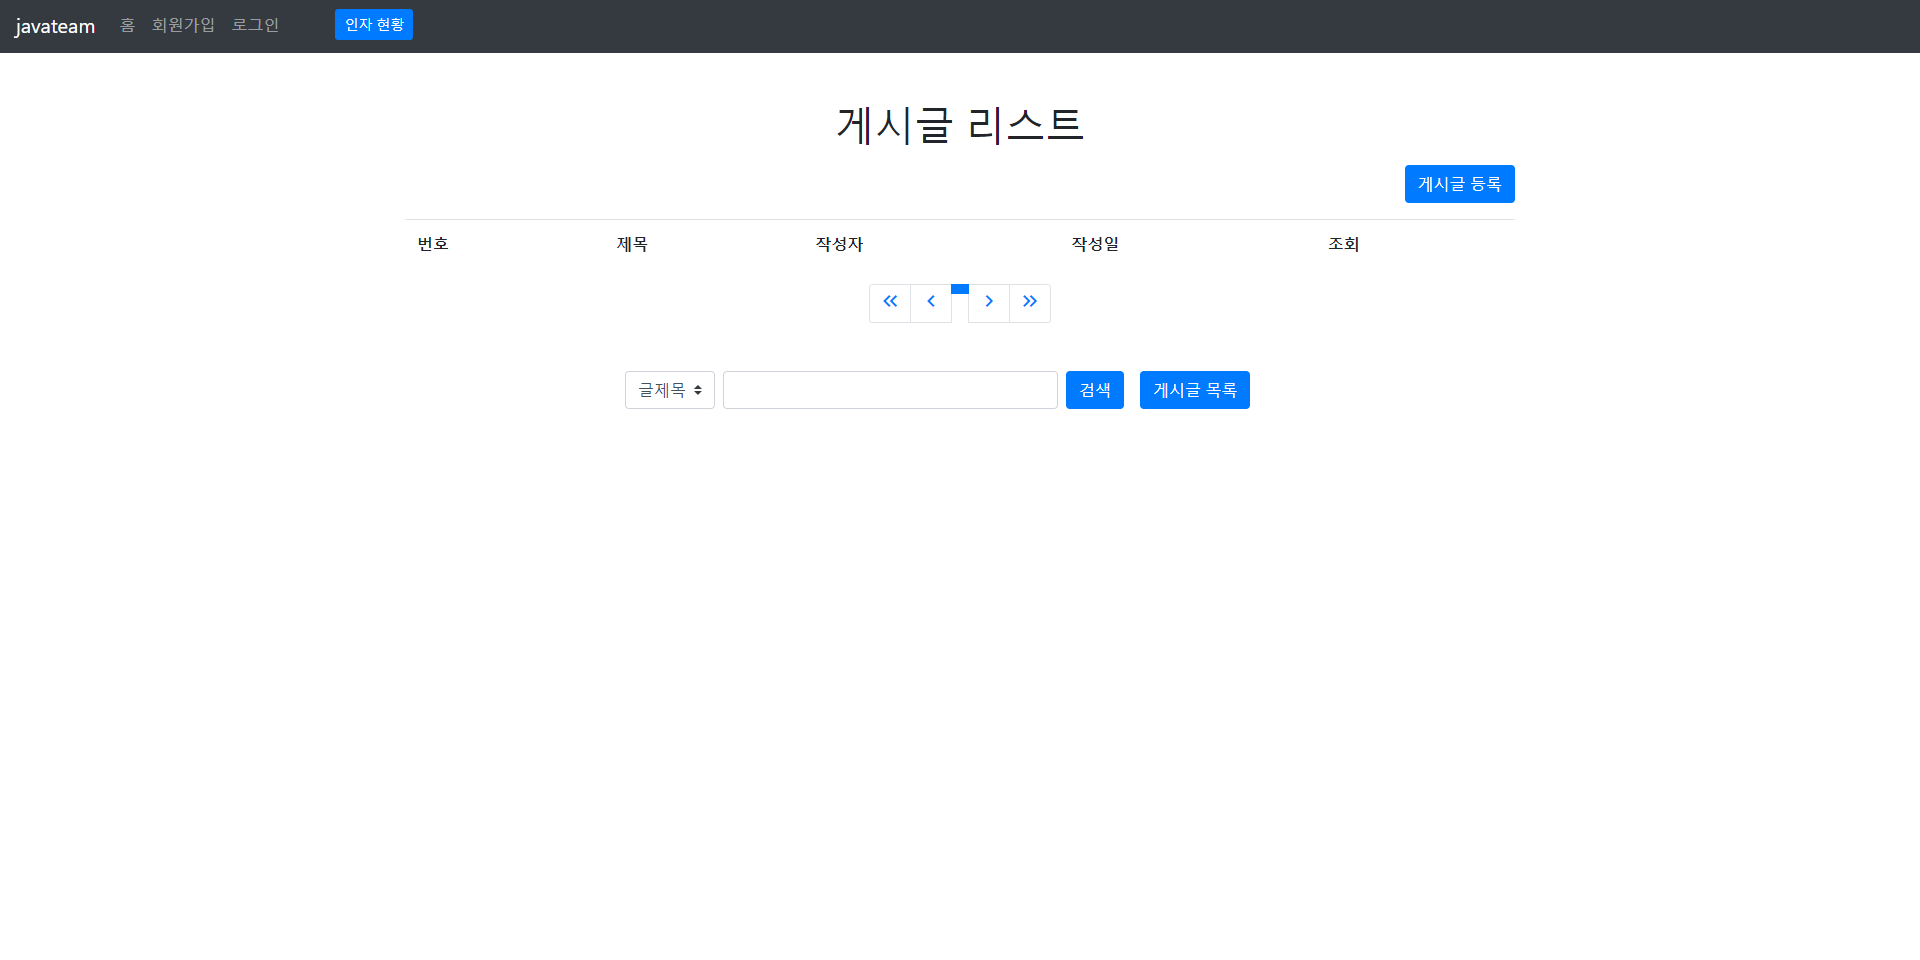 javateam 홈 회원가입 로그인 인자 현황
게시글 리스트
게시글 등록
번호 제목 작성자 작성일 조회
글제목 검색 게시글 목록